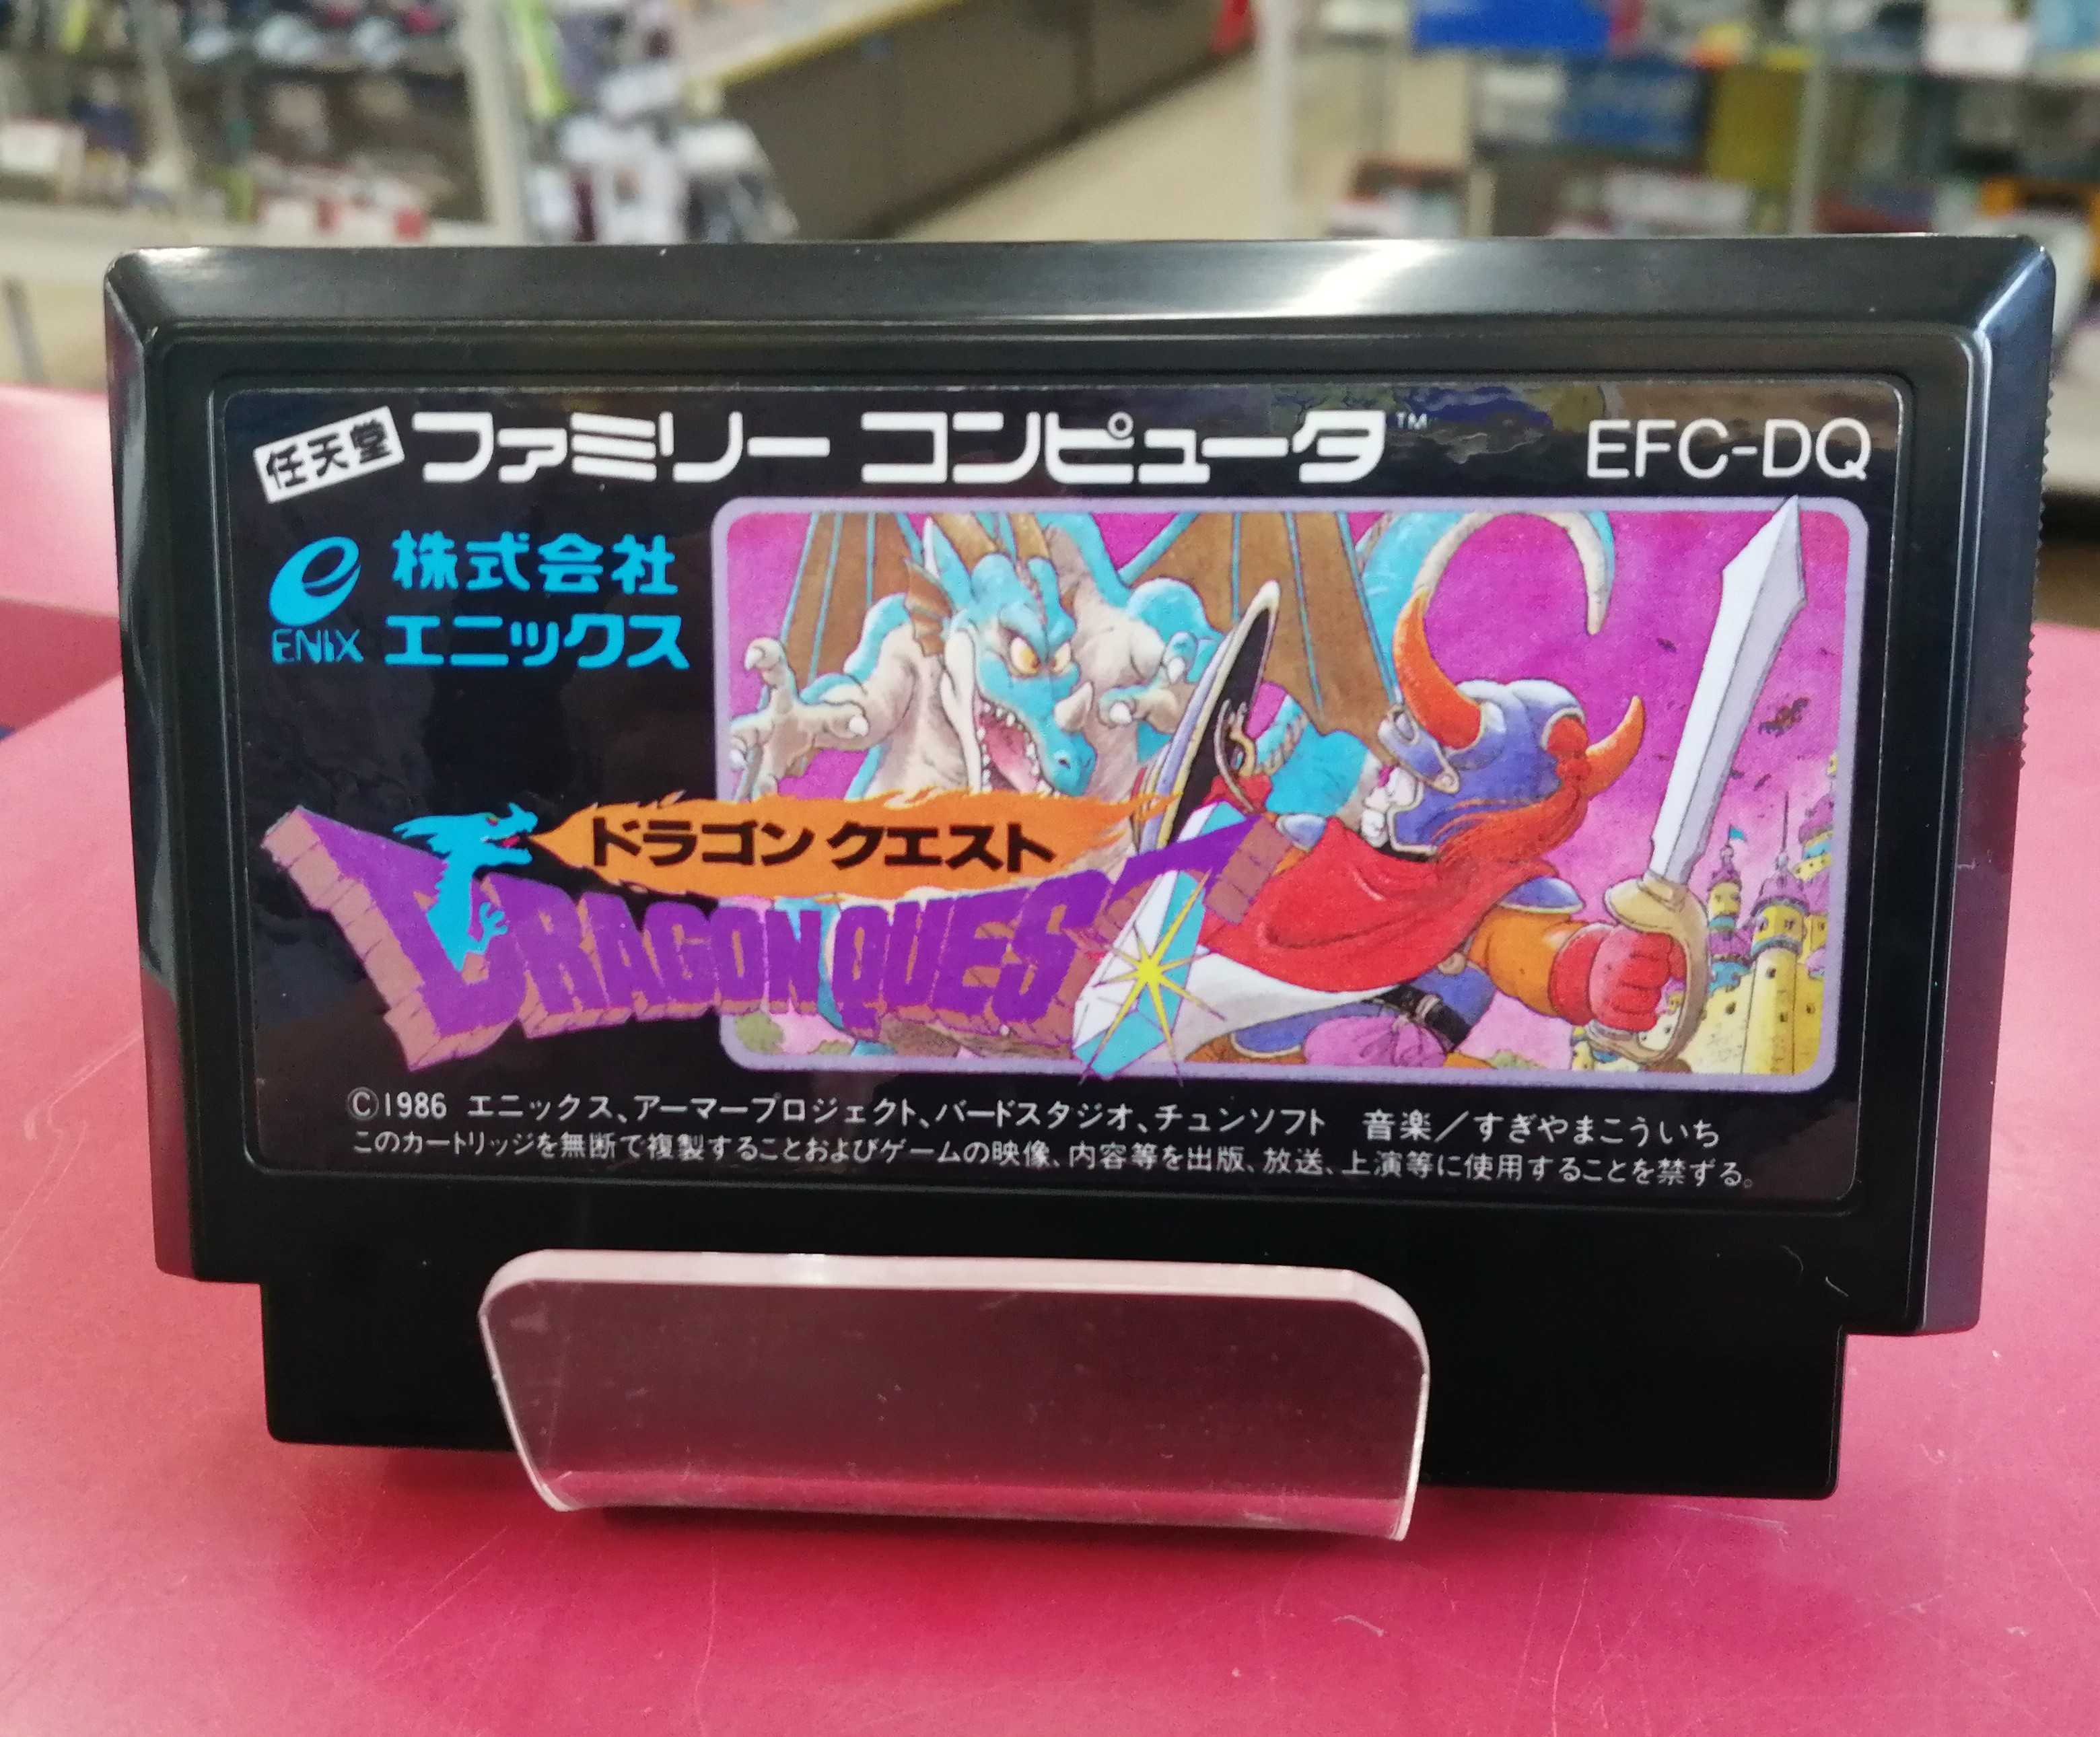 任天堂 ファミリー コンピュータ™ EFC-DQ
株式会社
ENIX エニックス
ドラゴンクエスト
DRAGON QUEST
©1986 エニックス、アーマープロジェクト、バードスタジオ、チュンソフト 音楽／すぎやまこういち
このカートリッジを無断で複製することおよびゲームの映像、内容等を出版、放送、上演等に使用することを禁ずる。